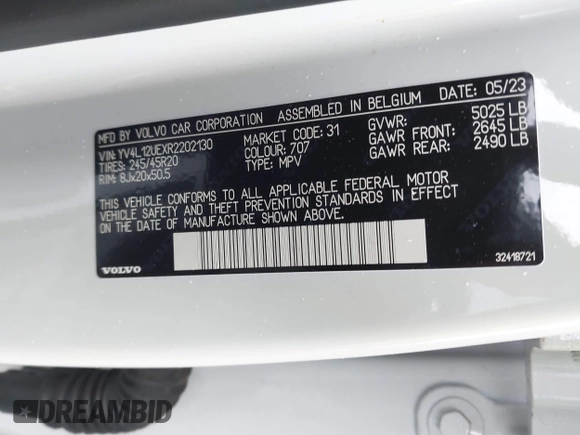 MFD. BY VOLVO CAR CORPORATION ASSEMBLED IN BELGIUM DATE: 05/23
VIN: YV4L12UEXR2202130 MARKET CODE: 31 GVWR: 5025 LB
TIRES: 245/45R20 COLOUR: 707 GAWR FRONT: 2645 LB
RIM: 8Jx20x50.5 TYPE: MPV GAWR REAR: 2490 LB
THIS VEHICLE CONFORMS TO ALL APPLICABLE FEDERAL MOTOR
VEHICLE SAFETY AND THEFT PREVENTION STANDARDS IN EFFECT
ON THE DATE OF MANUFACTURE SHOWN ABOVE.
VOLVO 32418721
DREAMBID